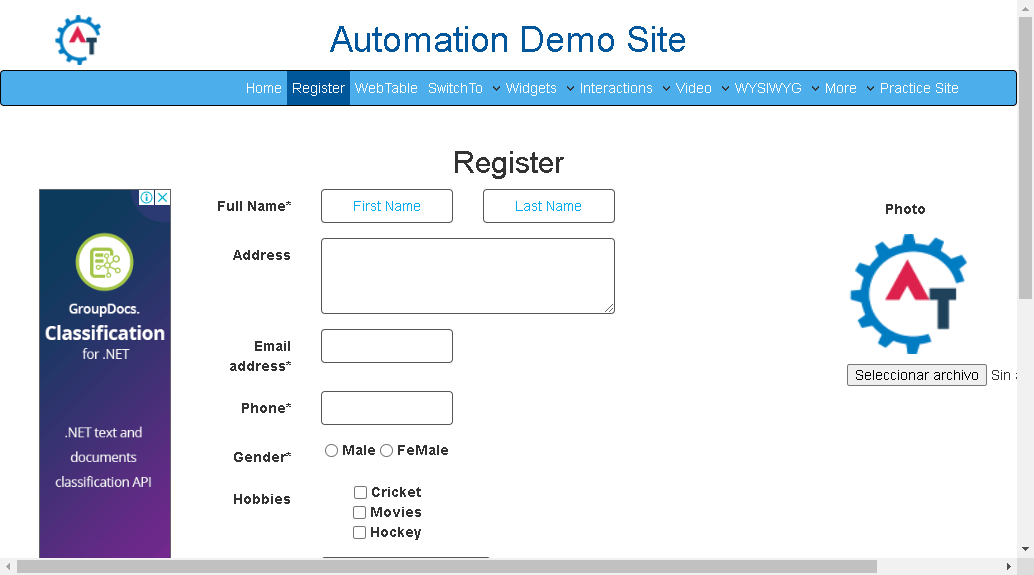 AT
Automation Demo Site
Home Register WebTable SwitchTo Widgets Interactions Video WYSIWYG More Practice Site
Register
Full Name* First Name Last Name
Photo
Address
AT
Email
address*
Seleccionar archivo Sin
Phone*
Gender* Male FeMale
Hobbies
Cricket
Movies
Hockey
GroupDocs.
Classification
for .NET
.NET text and
documents
classification API